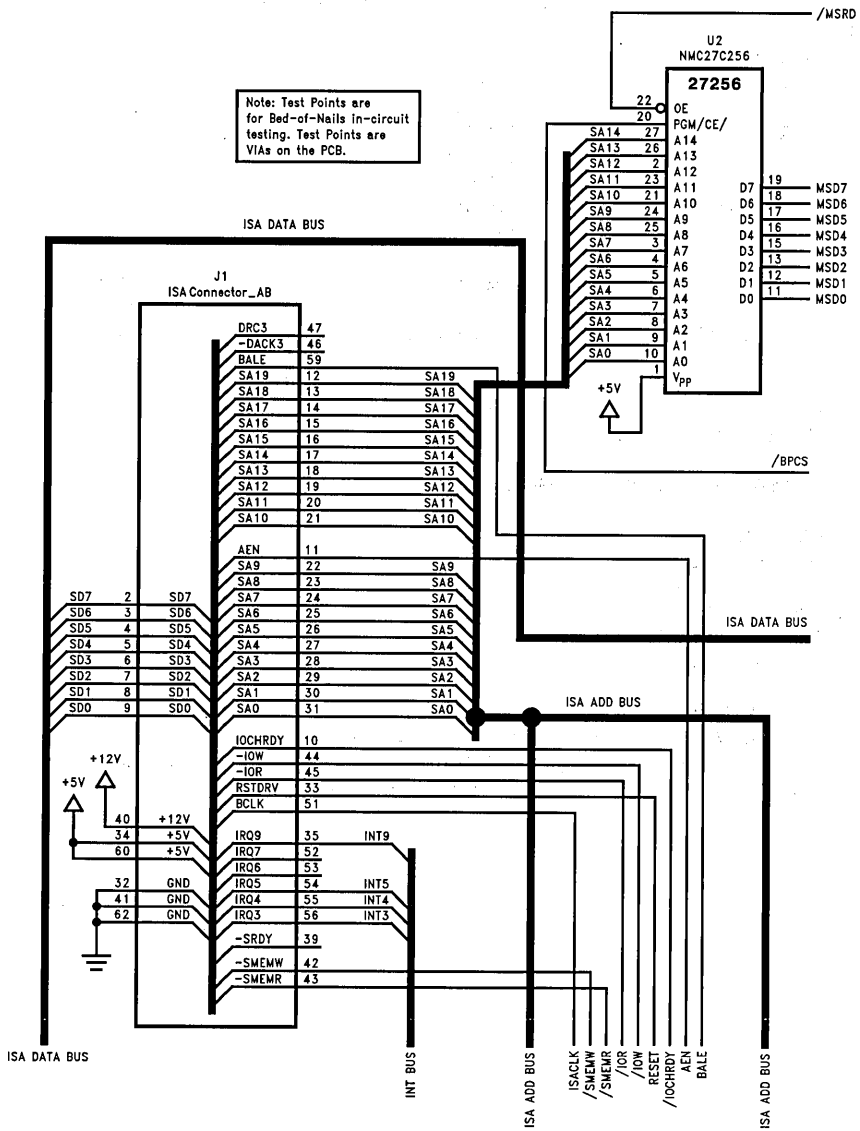 /MSRD
U2
NMC27C256
27256
Note: Test Points are
for Bed-of-Nails in-circuit
testing. Test Points are
VIAs on the PCB.
22 OE
20 PGM/CE/
SA14 27 A14
SA13 26 A13
SA12 2 A12
SA11 23 A11
SA10 21 A10
SA9 24 A9
SA8 25 A8
SA7 3 A7
SA6 4 A6
SA5 5 A5
SA4 6 A4
SA3 7 A3
SA2 8 A2
SA1 9 A1
SA0 10 A0
1 VPP
+5V
D7 19 MSD7
D6 18 MSD6
D5 17 MSD5
D4 16 MSD4
D3 15 MSD3
D2 13 MSD2
D1 12 MSD1
D0 11 MSD0
/BPCS
ISA DATA BUS
J1
ISA Connector_AB
DRC3 47
-DACK3 46
BALE 59
SA19 12 SA19
SA18 13 SA18
SA17 14 SA17
SA16 15 SA16
SA15 16 SA15
SA14 17 SA14
SA13 18 SA13
SA12 19 SA12
SA11 20 SA11
SA10 21 SA10
AEN 11
SA9 22 SA9
SA8 23 SA8
SA7 24 SA7
SA6 25 SA6
SA5 26 SA5
SA4 27 SA4
SA3 28 SA3
SA2 29 SA2
SA1 30 SA1
SA0 31 SA0
SD7 2 SD7
SD6 3 SD6
SD5 4 SD5
SD4 5 SD4
SD3 6 SD3
SD2 7 SD2
SD1 8 SD1
SD0 9 SD0
ISA DATA BUS
ISA ADD BUS
IOCHRDY 10
-IOW 44
-IOR 45
RSTDRV 33
BCLK 51
+12V
+5V
40 +12V
34 +5V
60 +5V
32 GND
41 GND
62 GND
IRQ9 35 INT9
IRQ7 52
IRQ6 53
IRQ5 54 INT5
IRQ4 55 INT4
IRQ3 56 INT3
-SRDY 39
-SMEMW 42
-SMEMR 43
ISA DATA BUS
INT BUS
ISA ADD BUS
ISACLK
/SMEMW
/SMEMR
/IOR
/IOW
RESET
/IOCHRDY
AEN
BALE
ISA ADD BUS